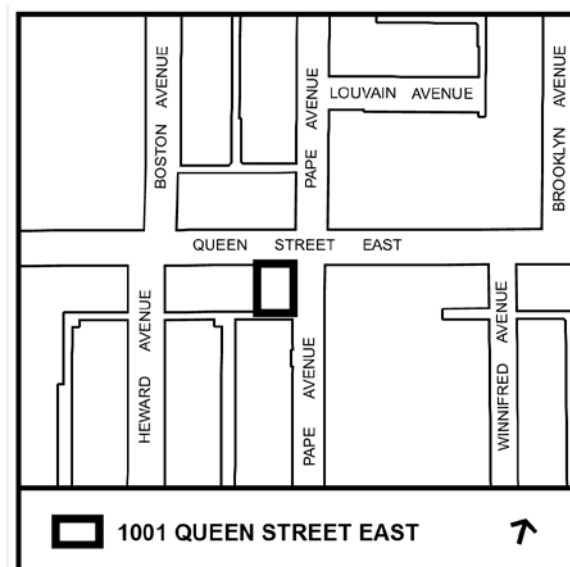 BOSTON AVENUE
PAPE AVENUE
LOUVAIN AVENUE
BROOKLYN AVENUE
QUEEN STREET EAST
HEWARD AVENUE
PAPE AVENUE
WINNIFRED AVENUE
1001 QUEEN STREET EAST